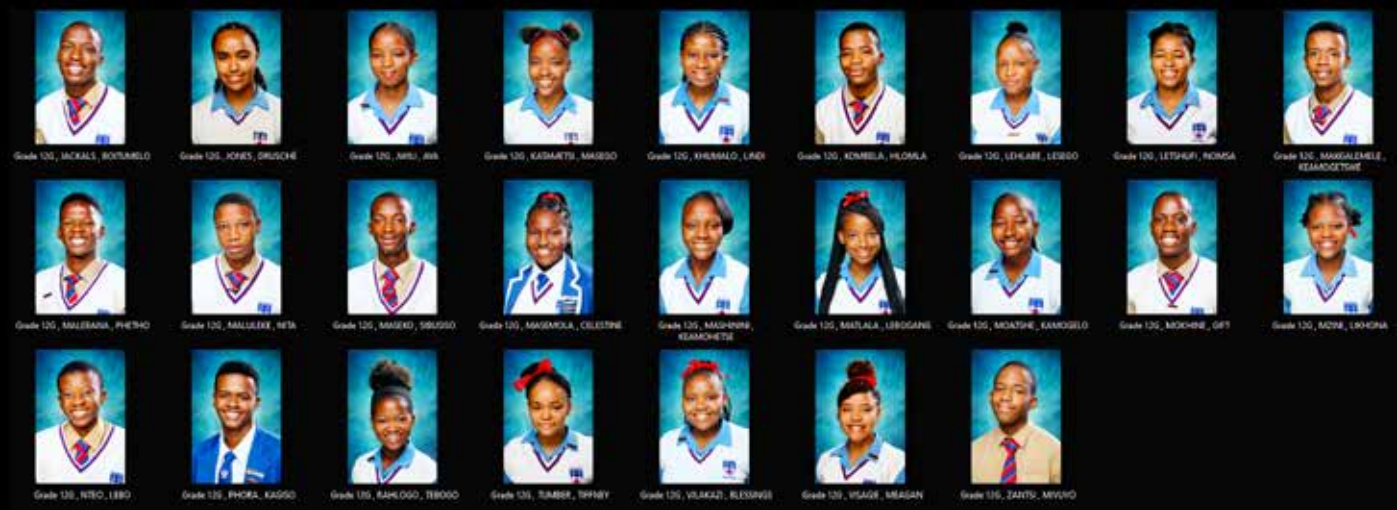 Grade 12G, JACKALS, BOITUMELO
Grade 12G, JONES, DRUSCHE
Grade 12G, AVA
Grade 12G, KATAMETSI, MASEGO
Grade 12G, KHUMALO, LINDI
Grade 12G, KOMBELA, HLOMLA
Grade 12G, LEHLABE, LESEGO
Grade 12G, LETSHUFI, INOMSA
Grade 12G, MAKGALEMELE,
KEAMOGETSWE
Grade 12G, MALEBANA, PHETHO
Grade 12G, MALULEKE, NITA
Grade 12G, MASEKO, SIBUSISO
Grade 12G, MASEMOLA, CELESTINE
Grade 12G, MASHININI,
KEAMOHETSE
Grade 12G, MATLALA, LEBOGANG
Grade 12G, MOATSHE, KAMOGELO
Grade 12G, MOKHINE, GIFT
Grade 12G, MZINI, LIKHONA
Grade 12G, NTEO, LEBO
Grade 12G, PHORA, KAGISO
Grade 12G, RAHLOGO, TEBOGO
Grade 12G, TUMBER, TIFFNEY
Grade 12G, VILAKAZI, BLESSINGS
Grade 12G, VISAGIE, MEAGAN
Grade 12G, ZANTSI, MIVUYO